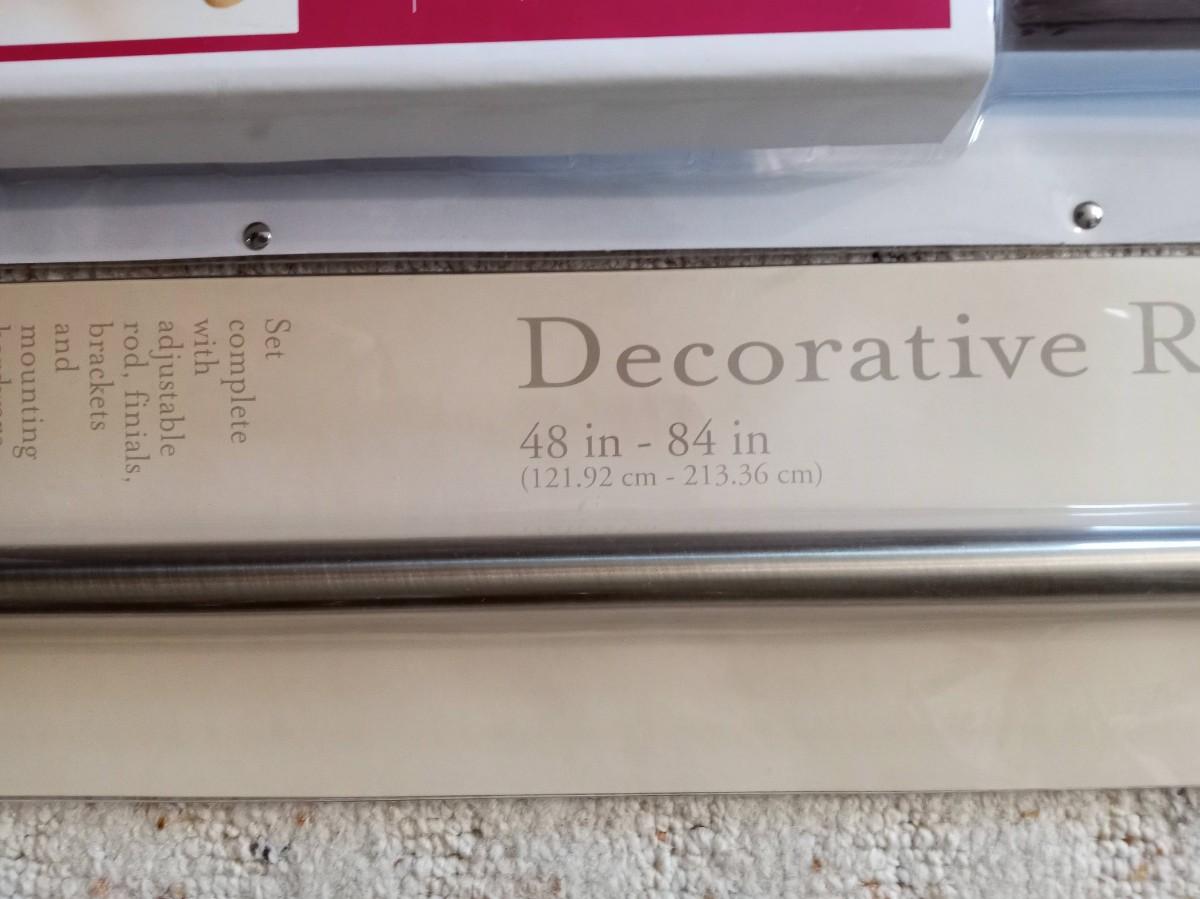 Decorative R
48 in - 84 in
(121.92 cm - 213.36 cm)
Set
complete
with
adjustable
rod, finials,
brackets
and
mounting